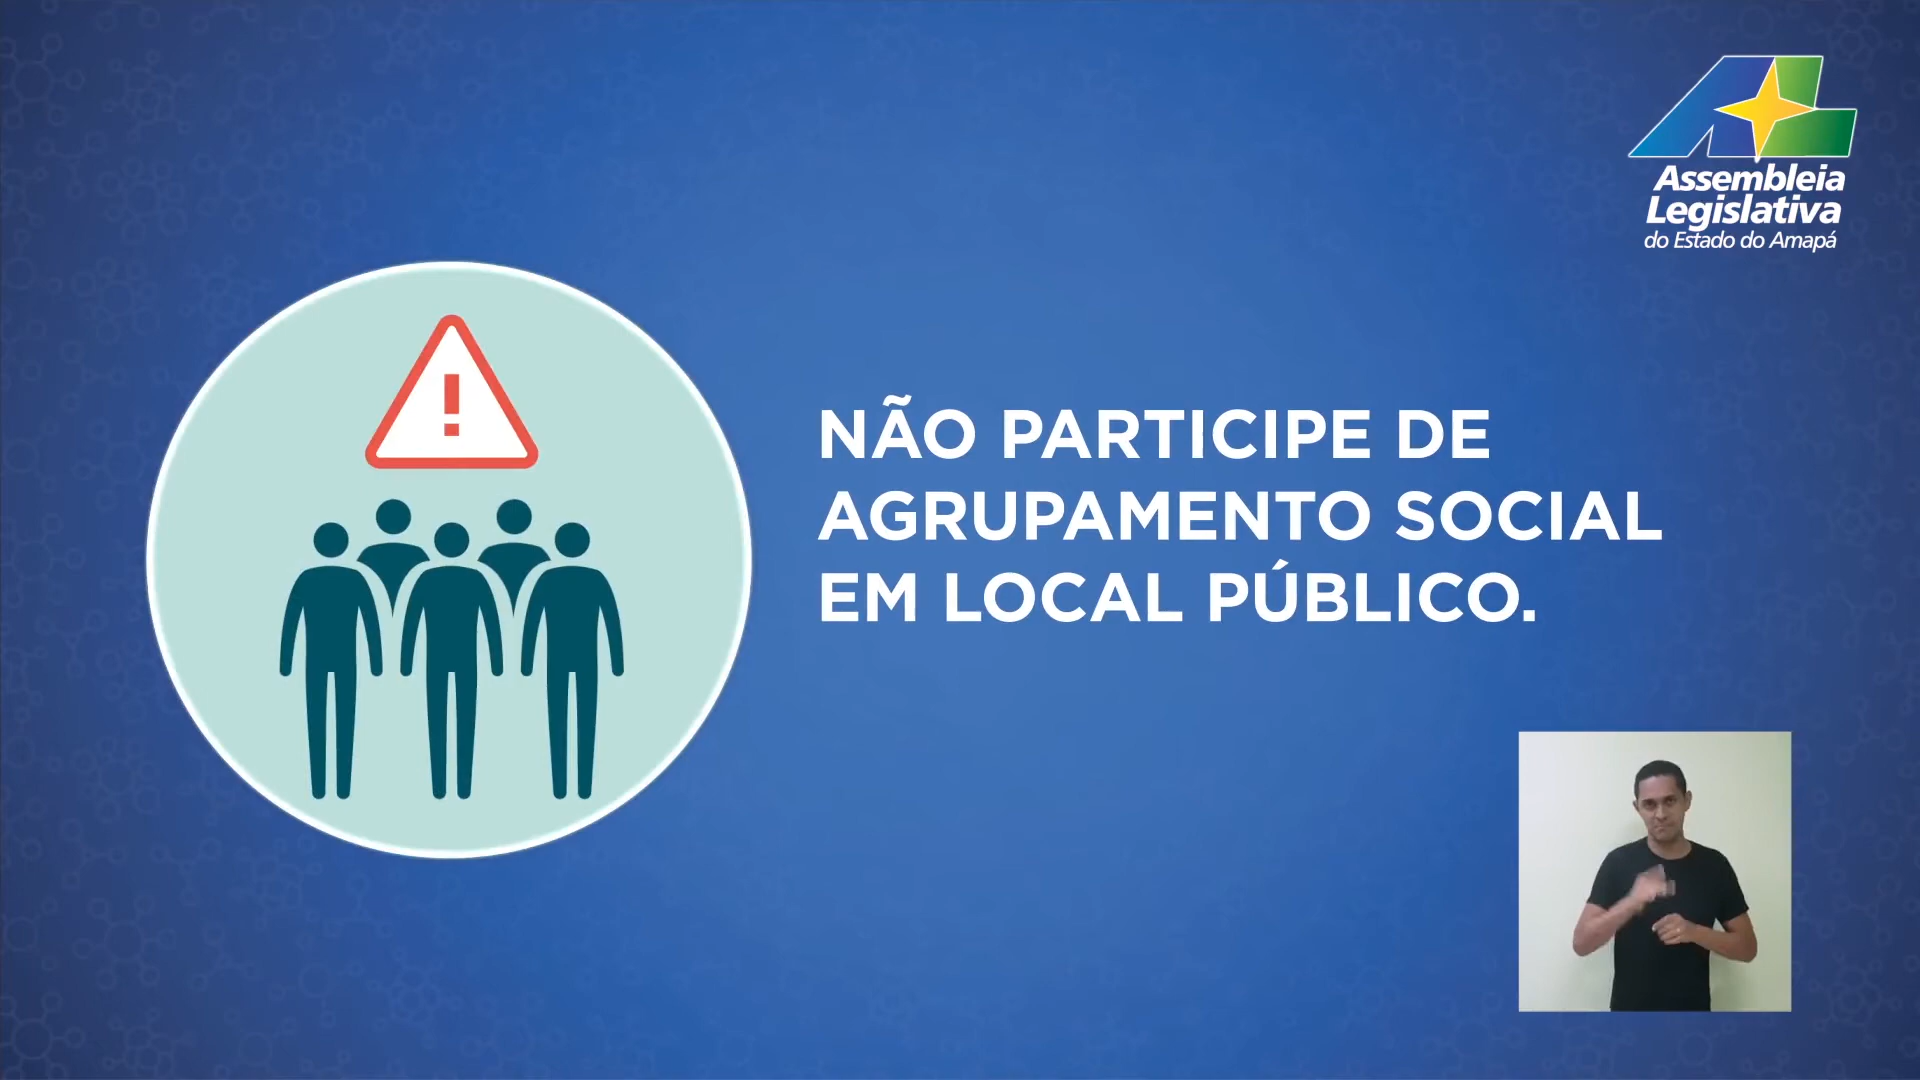 Assembleia
Legislativa
do Estado do Amapá
!
NÃO PARTICIPE DE
AGRUPAMENTO SOCIAL
EM LOCAL PÚBLICO.